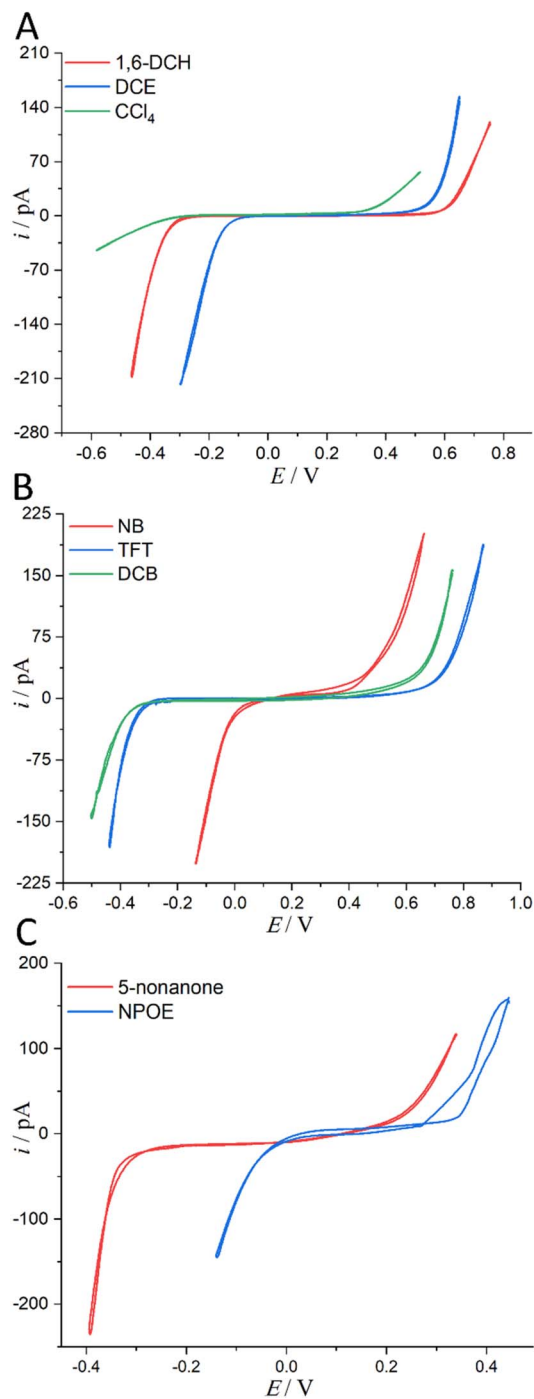 A
210
140
70
0
-70
-140
-210
-280
i / pA
1,6-DCH
DCE
CCl₄
-0.6 -0.4 -0.2 0.0 0.2 0.4 0.6 0.8
E / V
B
225
150
75
0
-75
-150
-225
i / pA
NB
TFT
DCB
-0.6 -0.4 -0.2 0.0 0.2 0.4 0.6 0.8 1.0
E / V
C
200
100
0
-100
-200
i / pA
5-nonanone
NPOE
-0.4 -0.2 0.0 0.2 0.4
E / V